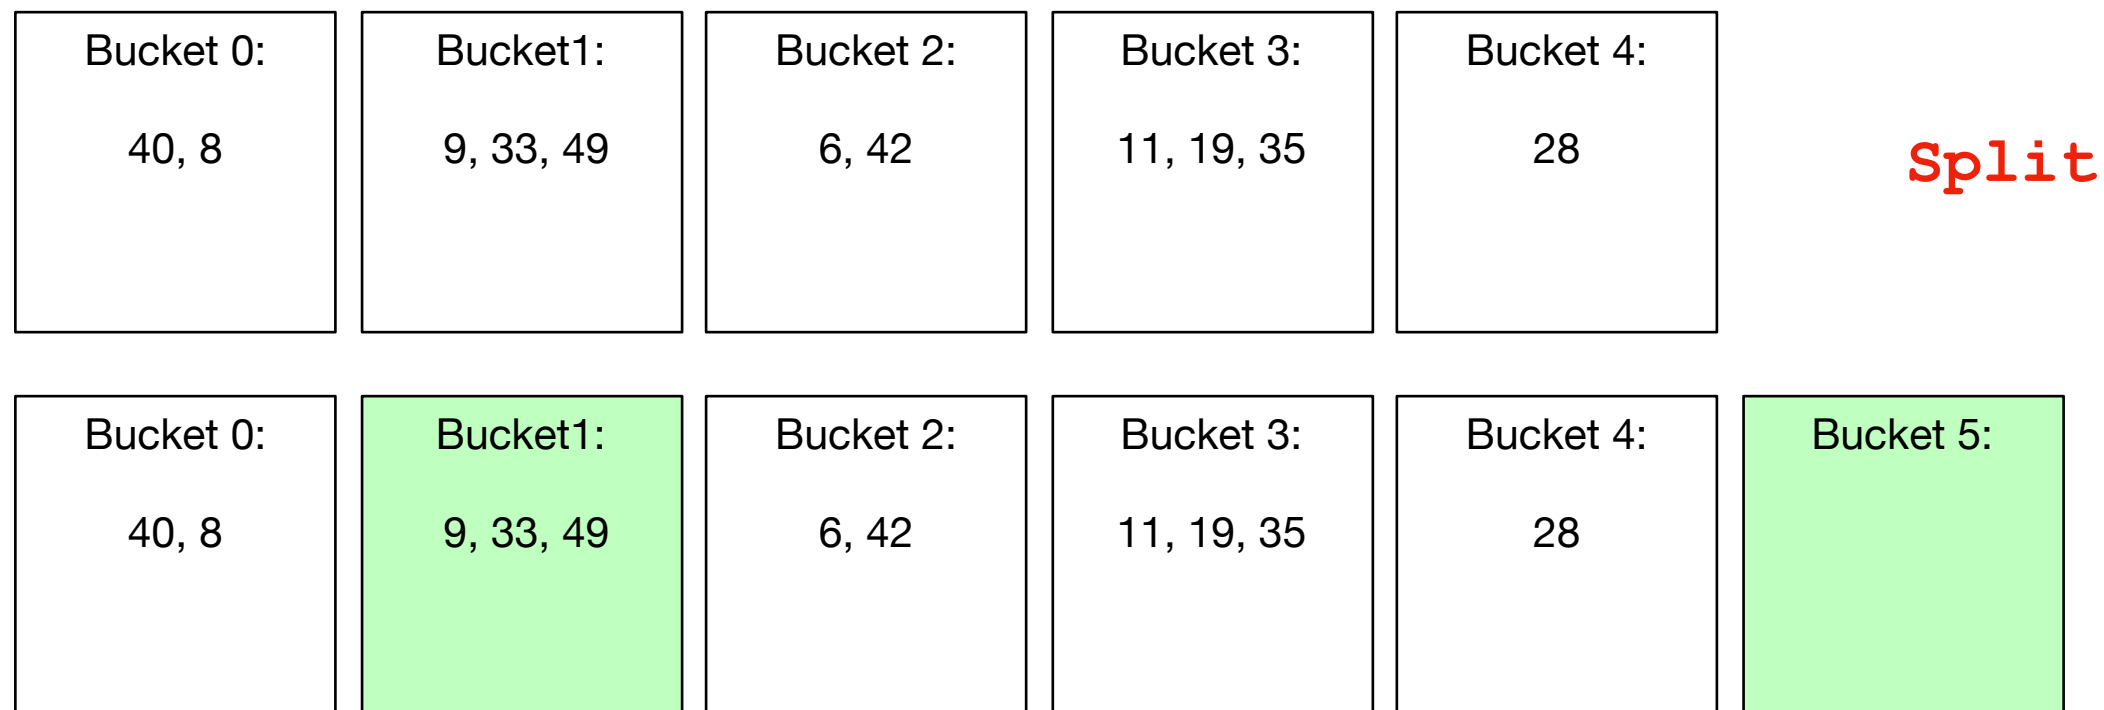 Bucket 0: Bucket1: Bucket 2: Bucket 3: Bucket 4:
40, 8 9, 33, 49 6, 42 11, 19, 35 28 Split
Bucket 0: Bucket1: Bucket 2: Bucket 3: Bucket 4: Bucket 5:
40, 8 9, 33, 49 6, 42 11, 19, 35 28